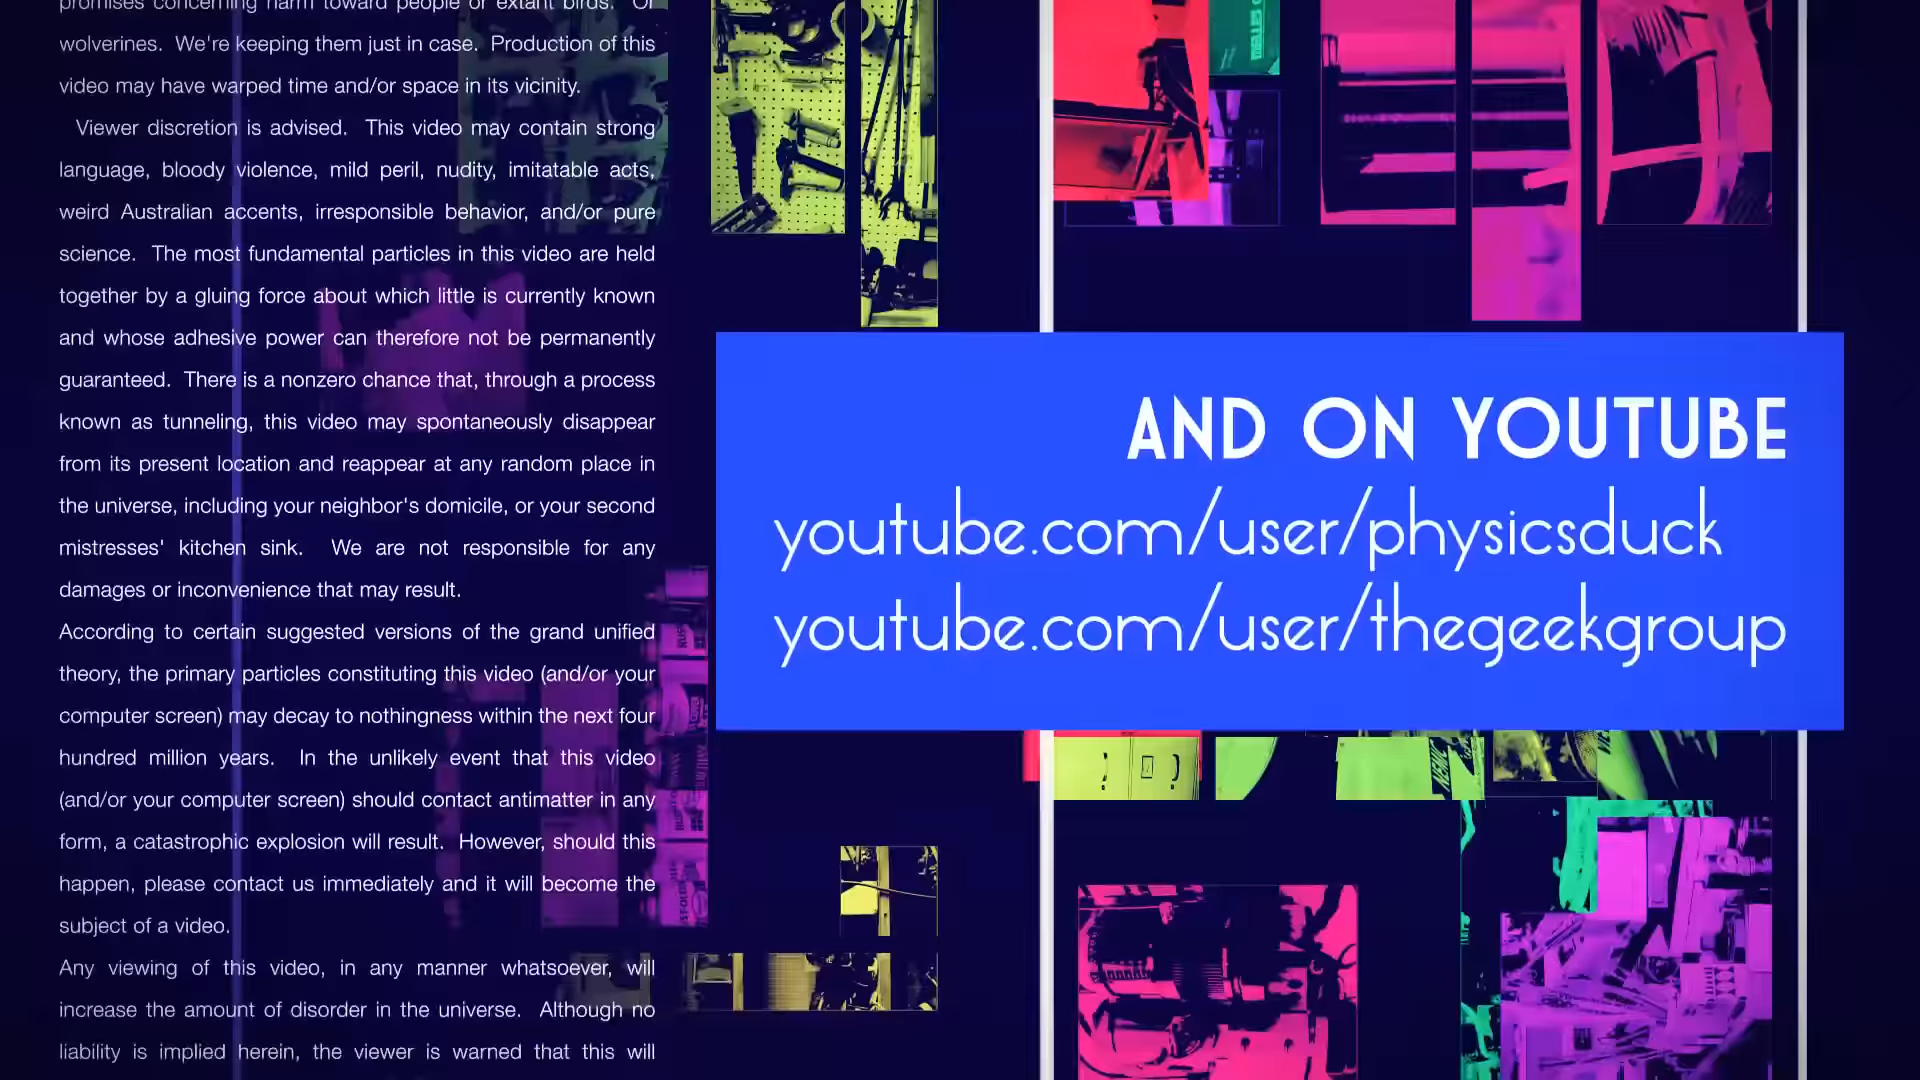 promises concerning harm toward people or extant birds. Or
wolverines. We're keeping them just in case. Production of this
video may have warped time and/or space in its vicinity.
Viewer discretion is advised. This video may contain strong
language, bloody violence, mild peril, nudity, imitatable acts,
weird Australian accents, irresponsible behavior, and/or pure
science. The most fundamental particles in this video are held
together by a gluing force about which little is currently known
and whose adhesive power can therefore not be permanently
guaranteed. There is a nonzero chance that, through a process
known as tunneling, this video may spontaneously disappear
from its present location and reappear at any random place in
the universe, including your neighbor's domicile, or your second
mistresses' kitchen sink. We are not responsible for any
damages or inconvenience that may result.
According to certain suggested versions of the grand unified
theory, the primary particles constituting this video (and/or your
computer screen) may decay to nothingness within the next four
hundred million years. In the unlikely event that this video
(and/or your computer screen) should contact antimatter in any
form, a catastrophic explosion will result. However, should this
happen, please contact us immediately and it will become the
subject of a video.
Any viewing of this video, in any manner whatsoever, will
increase the amount of disorder in the universe. Although no
liability is implied herein, the viewer is warned that this will
AND ON YOUTUBE
youtube.com/user/physicsduck
youtube.com/user/thegeekgroup